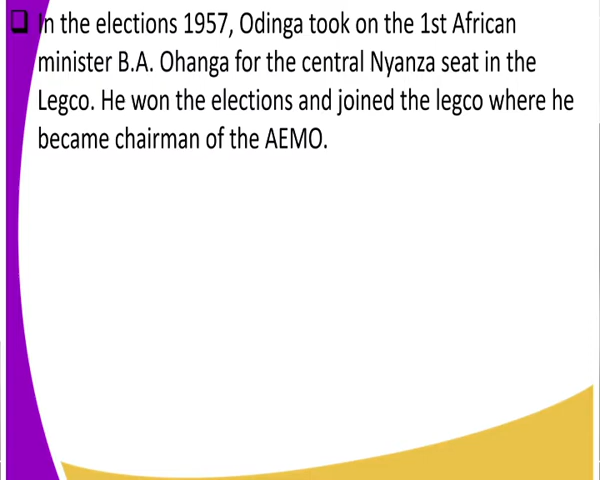 ❑ In the elections 1957, Odinga took on the 1st African
minister B.A. Ohanga for the central Nyanza seat in the
Legco. He won the elections and joined the legco where he
became chairman of the AEMO.